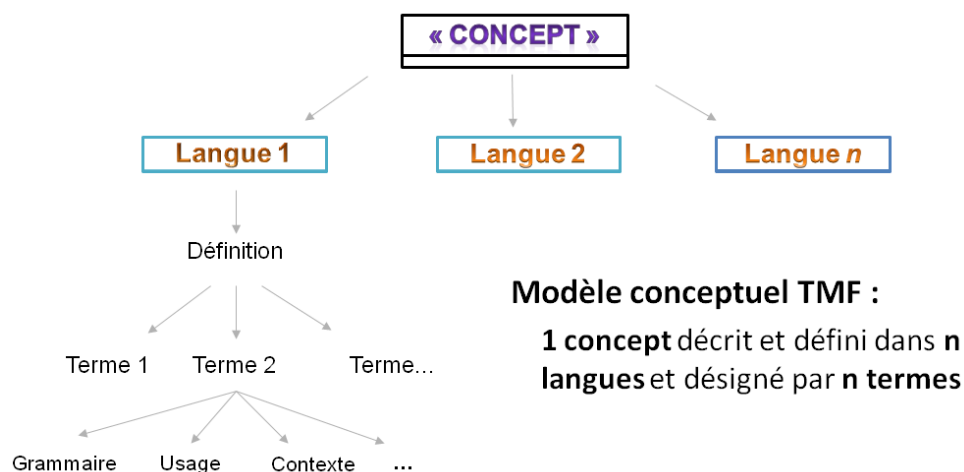 « CONCEPT »
Langue 1
Langue 2
Langue n
Définition
Modèle conceptuel TMF :
1 concept décrit et défini dans n
langues et désigné par n termes
Terme 1
Terme 2
Terme...
Grammaire
Usage
Contexte
...